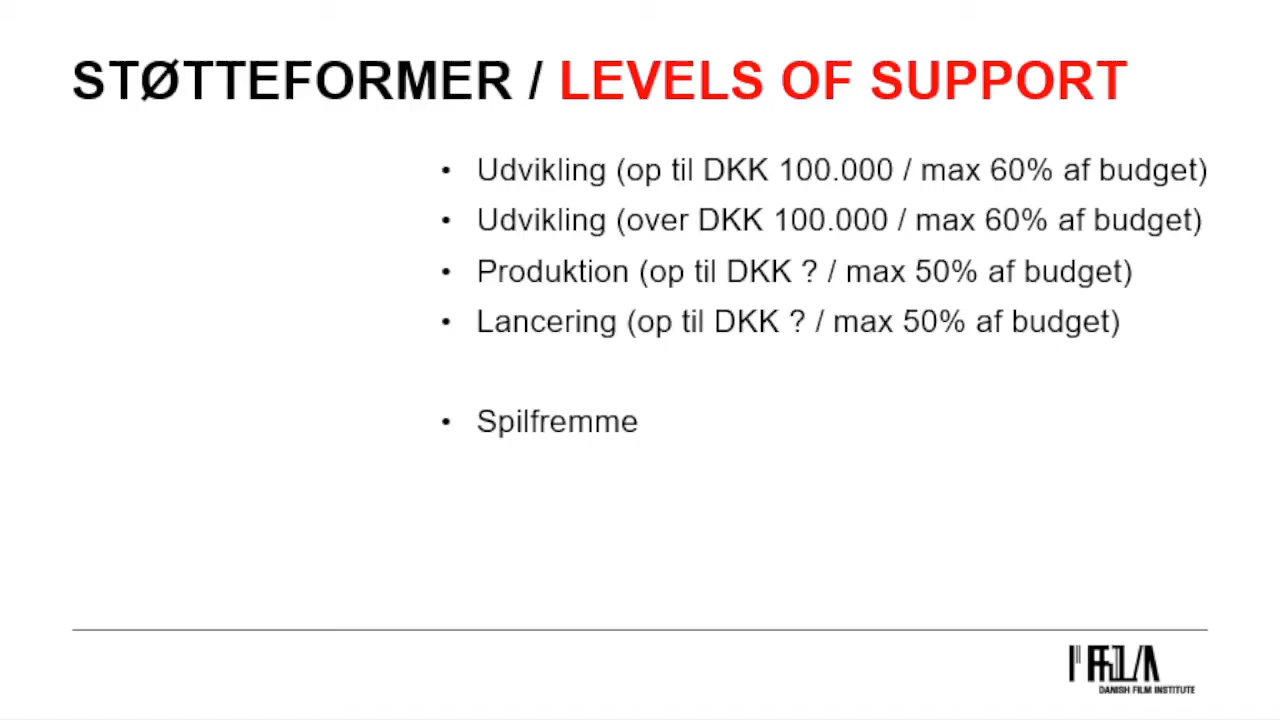 STØTTEFORMER / LEVELS OF SUPPORT
• Udvikling (op til DKK 100.000 / max 60% af budget)
• Udvikling (over DKK 100.000 / max 60% af budget)
• Produktion (op til DKK ? / max 50% af budget)
• Lancering (op til DKK ? / max 50% af budget)
• Spilfremme
DANISH FILM INSTITUTE